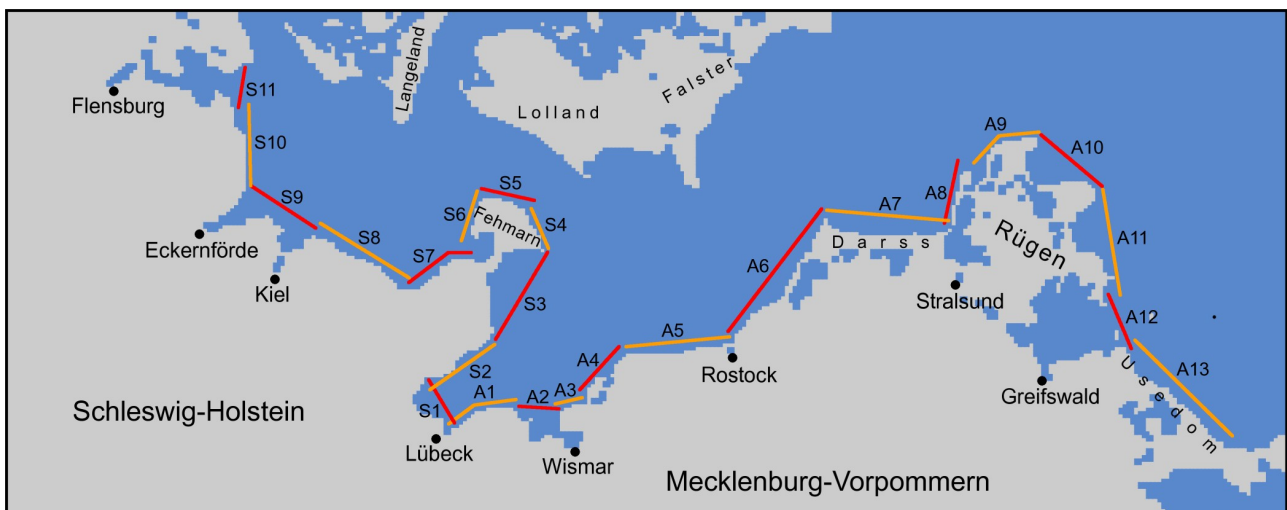 Flensburg
S11
Langeland
Falster
Lolland
S10
A9
A10
S5
S9
S6
Fehmarn
S4
A8
A7
Eckernförde
S8
Darss
Rügen
A11
S7
A6
Kiel
Stralsund
S3
A12
A5
A4
Rostock
S2
A13
Usedom
A3
A1
A2
Greifswald
S1
Schleswig-Holstein
Lübeck
Wismar
Mecklenburg-Vorpommern